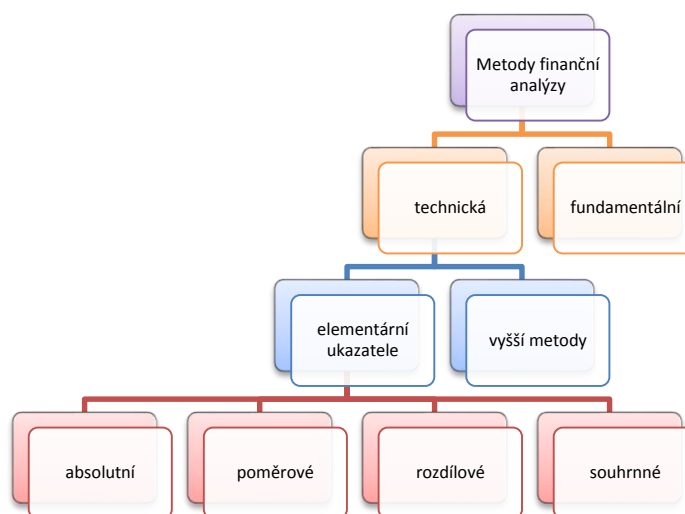 Metody finanční
analýzy
technická
fundamentální
elementární
ukazatele
vyšší metody
absolutní
poměrové
rozdílové
souhrnné